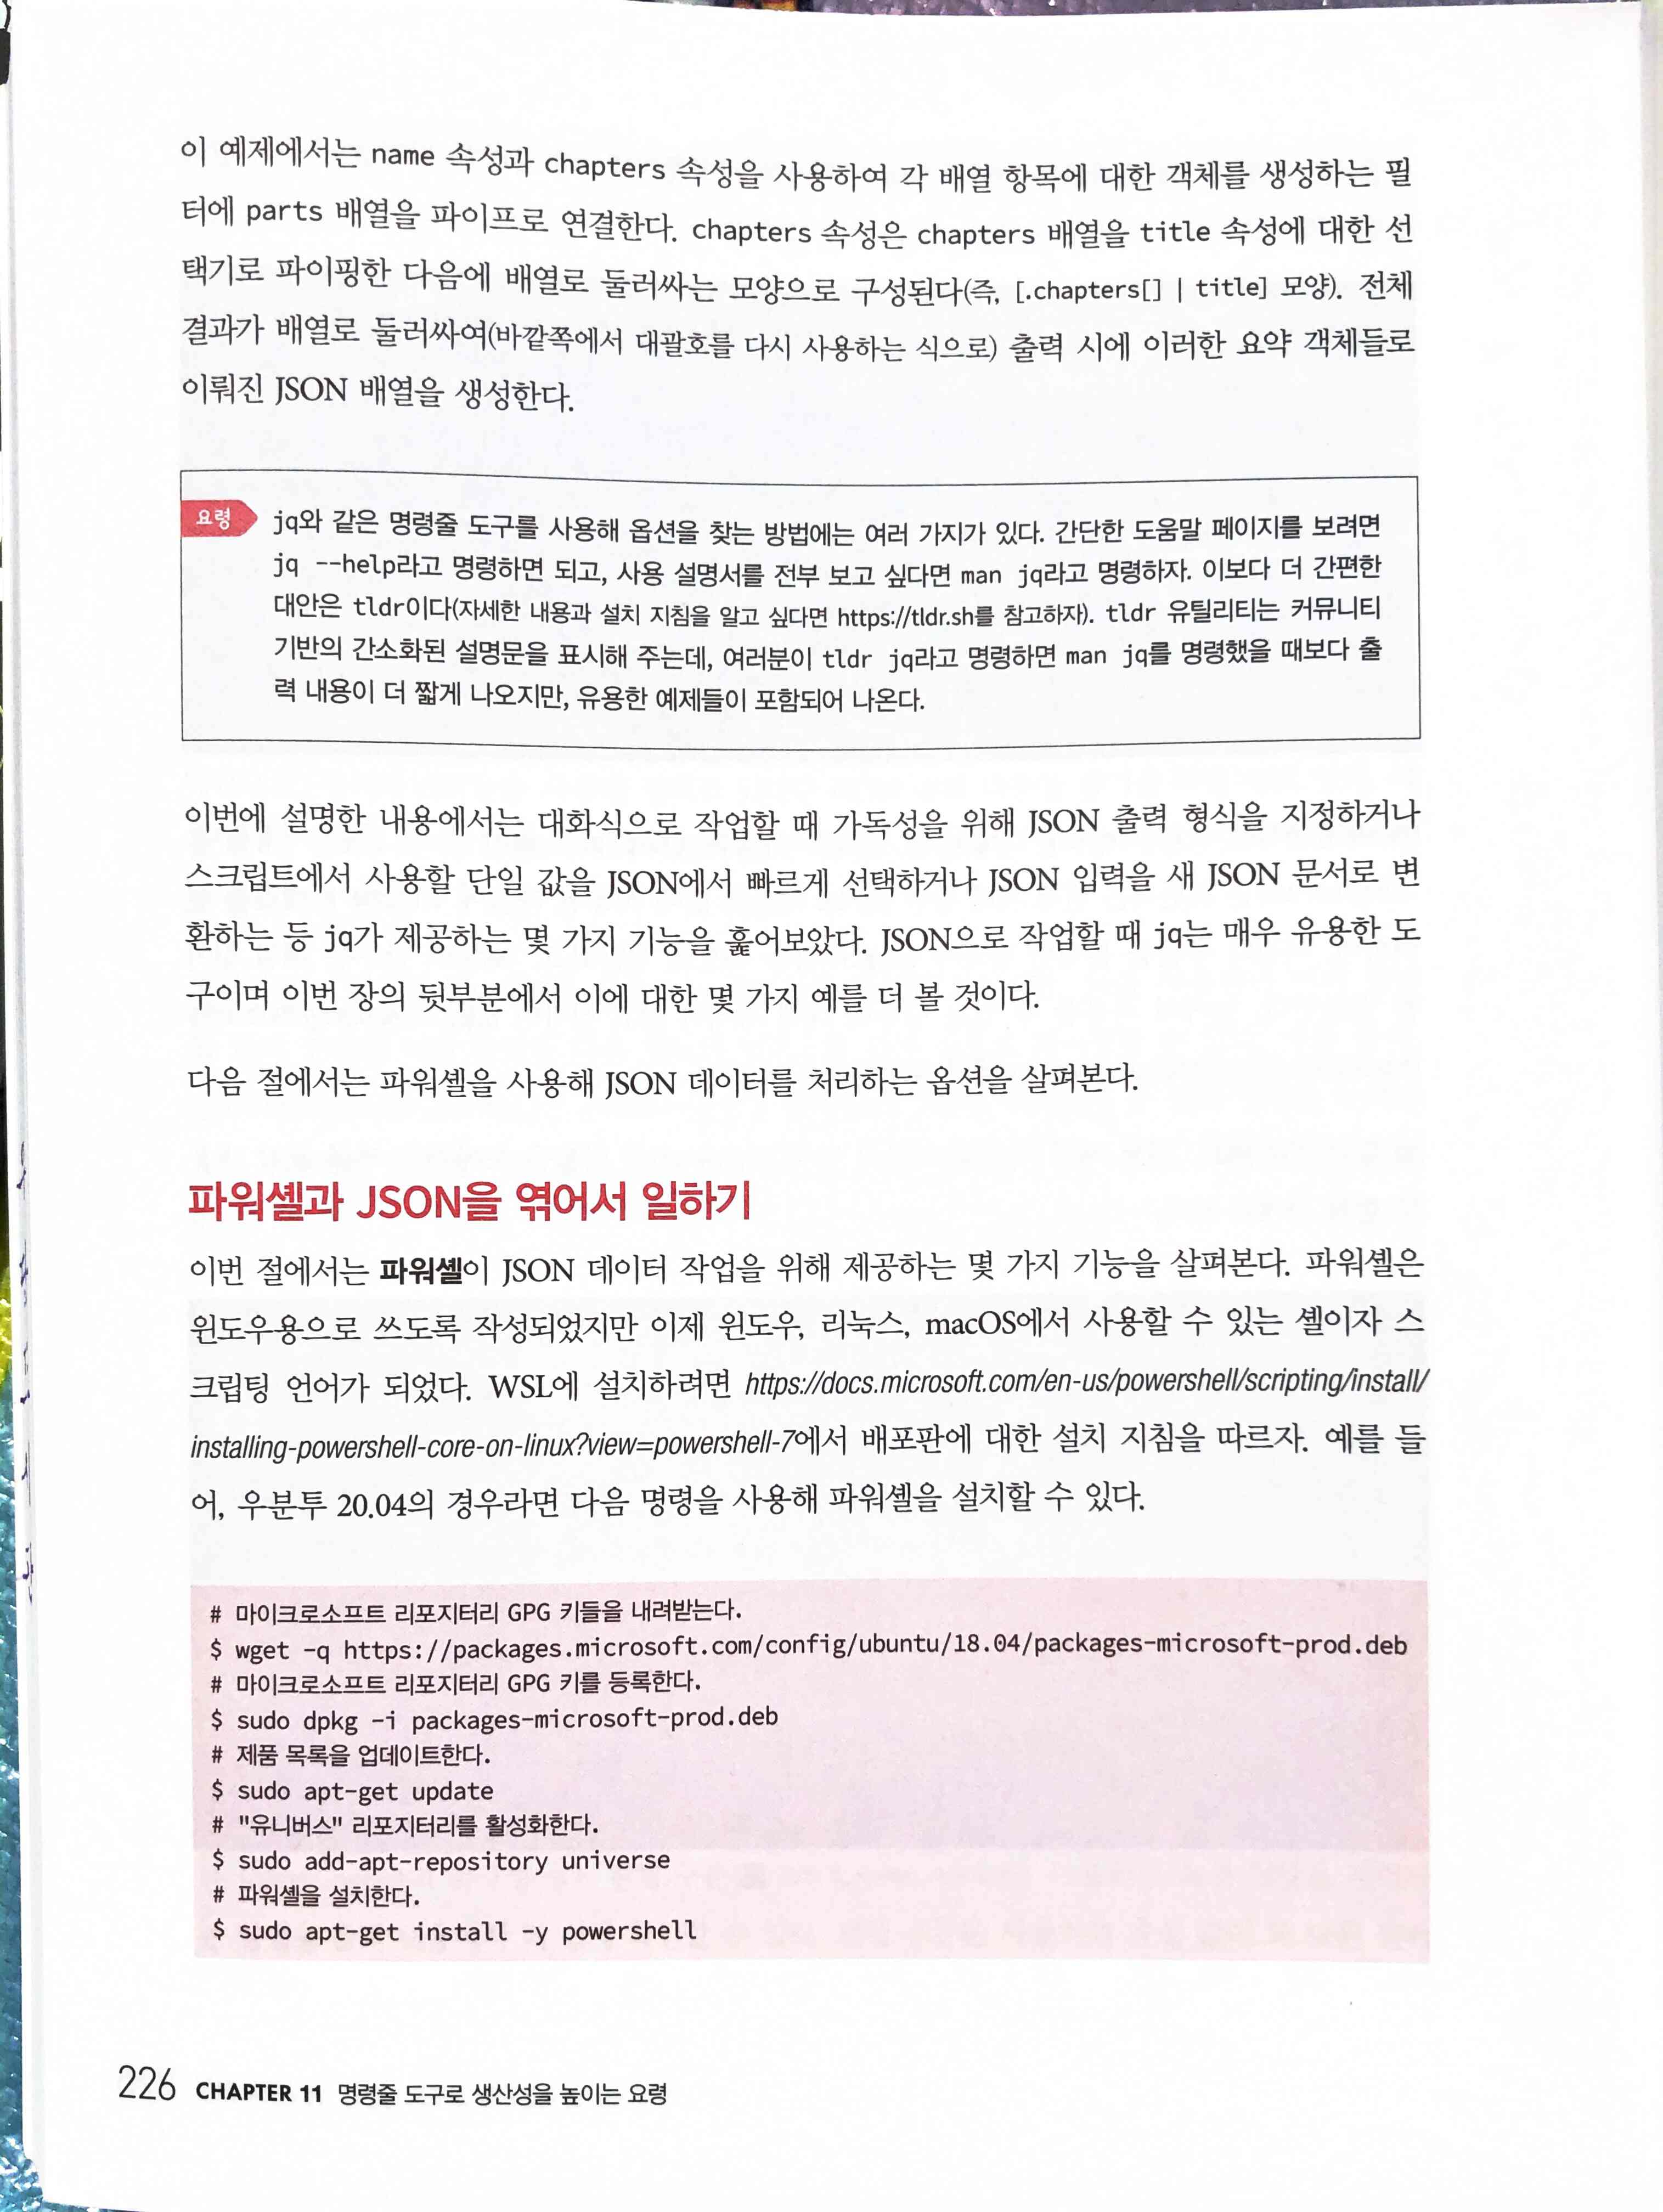 이 예제에서는 name 속성과 chapters 속성을 사용하여 각 배열 항목에 대한 객체를 생성하는 필
터에 parts 배열을 파이프로 연결한다. chapters 속성은 chapters 배열을 title 속성에 대한 선
택기로 파이핑한 다음에 배열로 둘러싸는 모양으로 구성된다(즉, [.chapters[] | title] 모양). 전체
결과가 배열로 둘러싸여(바깥쪽에서 대괄호를 다시 사용하는 식으로) 출력 시에 이러한 요약 객체들로
이뤄진 JSON 배열을 생성한다.
요령
jq와 같은 명령줄 도구를 사용해 옵션을 찾는 방법에는 여러 가지가 있다. 간단한 도움말 페이지를 보려면
jq --help라고 명령하면 되고, 사용 설명서를 전부 보고 싶다면 man jq라고 명령하자. 이보다 더 간편한
대안은 tldr이다(자세한 내용과 설치 지침을 알고 싶다면 https://tldr.sh를 참고하자). tldr 유틸리티는 커뮤니티
기반의 간소화된 설명문을 표시해 주는데, 여러분이 tldr jq라고 명령하면 man jq를 명령했을 때보다 출
력 내용이 더 짧게 나오지만, 유용한 예제들이 포함되어 나온다.
이번에 설명한 내용에서는 대화식으로 작업할 때 가독성을 위해 JSON 출력 형식을 지정하거나
스크립트에서 사용할 단일 값을 JSON에서 빠르게 선택하거나 JSON 입력을 새 JSON 문서로 변
환하는 등 jq가 제공하는 몇 가지 기능을 훑어보았다. JSON으로 작업할 때 jq는 매우 유용한 도
구이며 이번 장의 뒷부분에서 이에 대한 몇 가지 예를 더 볼 것이다.
다음 절에서는 파워셸을 사용해 JSON 데이터를 처리하는 옵션을 살펴본다.
파워셸과 JSON을 엮어서 일하기
이번 절에서는 파워셸이 JSON 데이터 작업을 위해 제공하는 몇 가지 기능을 살펴본다. 파워셸은
윈도우용으로 쓰도록 작성되었지만 이제 윈도우, 리눅스, macOS에서 사용할 수 있는 셸이자 스
크립팅 언어가 되었다. WSL에 설치하려면 https://docs.microsoft.com/en-us/powershell/scripting/install/
installing-powershell-core-on-linux?view=powershell-7에서 배포판에 대한 설치 지침을 따르자. 예를 들
어, 우분투 20.04의 경우라면 다음 명령을 사용해 파워셸을 설치할 수 있다.
# 마이크로소프트 리포지터리 GPG 키들을 내려받는다.
$ wget -q https://packages.microsoft.com/config/ubuntu/18.04/packages-microsoft-prod.deb
# 마이크로소프트 리포지터리 GPG 키를 등록한다.
$ sudo dpkg -i packages-microsoft-prod.deb
# 제품 목록을 업데이트한다.
$ sudo apt-get update
# "유니버스" 리포지터리를 활성화한다.
$ sudo add-apt-repository universe
# 파워셸을 설치한다.
$ sudo apt-get install -y powershell
226 CHAPTER 11 명령줄 도구로 생산성을 높이는 요령